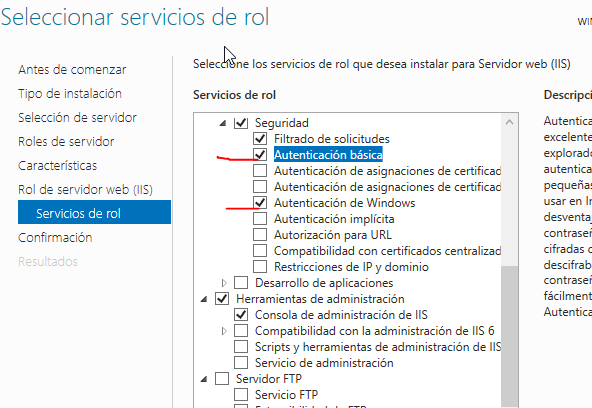 Seleccionar servicios de rol
Antes de comenzar
Tipo de instalación
Selección de servidor
Roles de servidor
Características
Rol de servidor web (IIS)
Servicios de rol
Confirmación
Resultados
Seleccione los servicios de rol que desea instalar para Servidor web (IIS)
Servicios de rol
Seguridad
Filtrado de solicitudes
Autenticación básica
Autenticación de asignaciones de certificad
Autenticación de asignaciones de certificad
Autenticación de Windows
Autenticación implícita
Autorización para URL
Compatibilidad con certificados centralizad
Restricciones de IP y dominio
Desarrollo de aplicaciones
Herramientas de administración
Consola de administración de IIS
Compatibilidad con la administración de IIS 6
Scripts y herramientas de administración de IIS
Servicio de administración
Servidor FTP
Servicio FTP
WI
Descripci
Autentica
excelente
explorado
autentica
pequeñas
usar en In
desventaj
contraseñ
cifradas c
descifrab
contraseñ
fácilment
Autentica